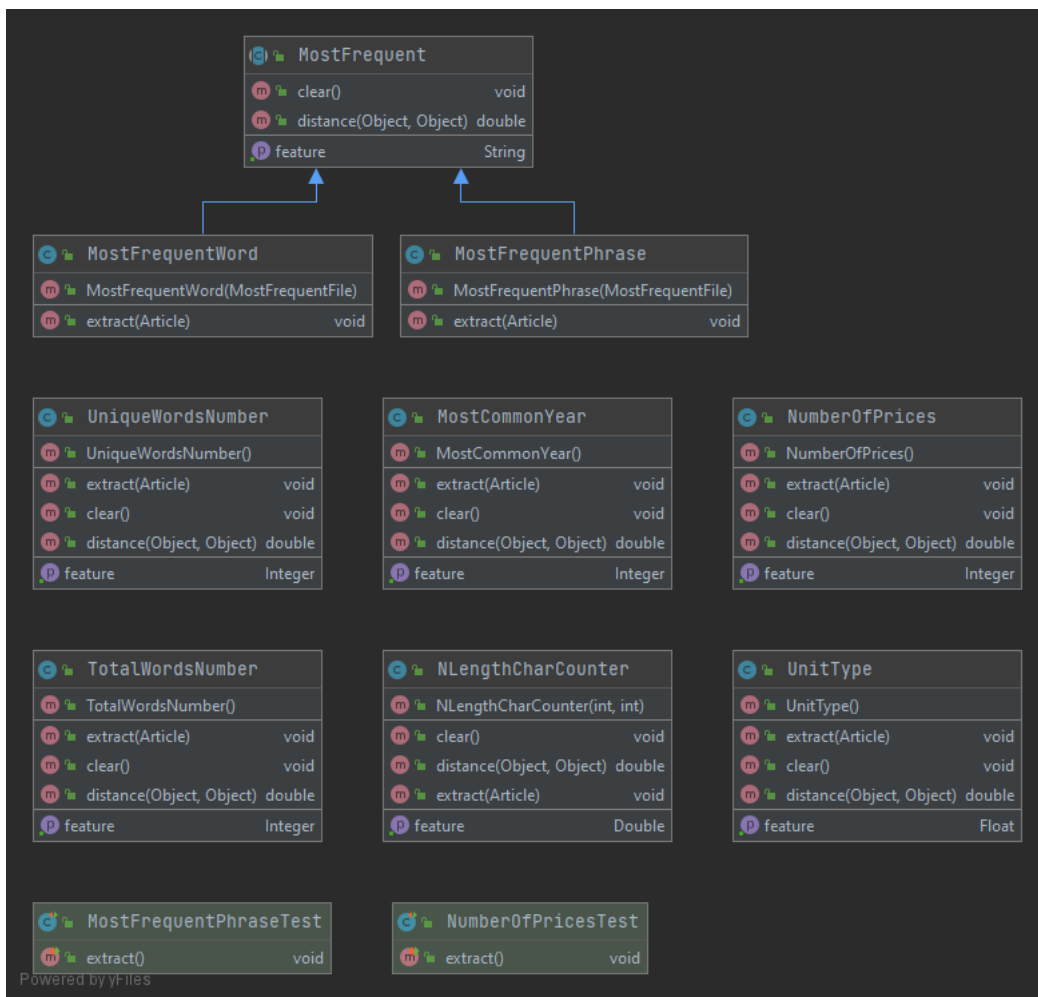 MostFrequent
clear() void
distance(Object, Object) double
feature String
MostFrequentWord
MostFrequentWord(MostFrequentFile)
extract(Article) void
MostFrequentPhrase
MostFrequentPhrase(MostFrequentFile)
extract(Article) void
UniqueWordsNumber
UniqueWordsNumber()
extract(Article) void
clear() void
distance(Object, Object) double
feature Integer
MostCommonYear
MostCommonYear()
extract(Article) void
clear() void
distance(Object, Object) double
feature Integer
NumberOfPrices
NumberOfPrices()
extract(Article) void
clear() void
distance(Object, Object) double
feature Integer
TotalWordsNumber
TotalWordsNumber()
extract(Article) void
clear() void
distance(Object, Object) double
feature Integer
NLengthCharCounter
NLengthCharCounter(int, int)
clear() void
distance(Object, Object) double
extract(Article) void
feature Double
UnitType
UnitType()
extract(Article) void
clear() void
distance(Object, Object) double
feature Float
MostFrequentPhraseTest
extract() void
NumberOfPricesTest
extract() void
Powered by yFiles